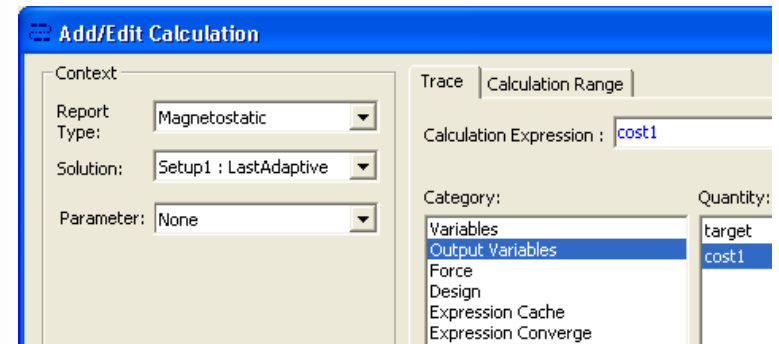 Add/Edit Calculation
Context
Report Type:
Magnetostatic
Solution:
Setup1 : LastAdaptive
Parameter:
None
Trace
Calculation Range
Calculation Expression :
cost1
Category:
Variables
Output Variables
Force
Design
Expression Cache
Expression Converge
Quantity:
target
cost1